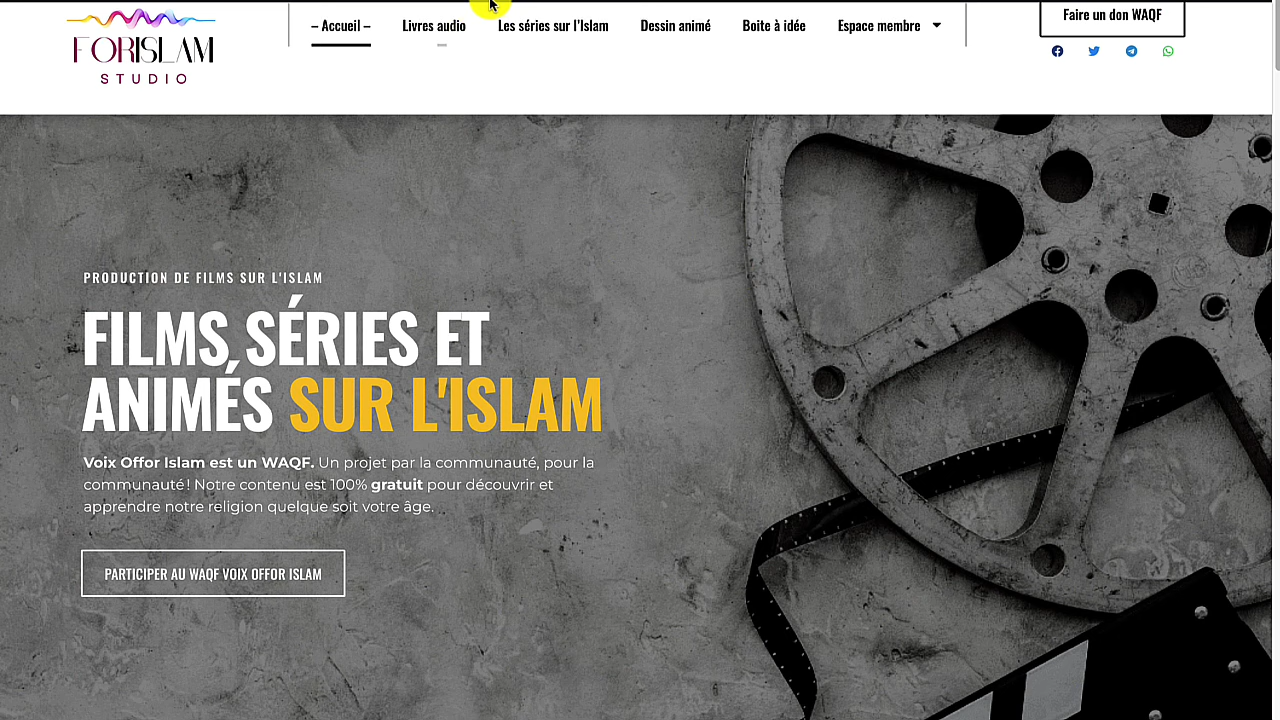 FORISLAM
STUDIO
– Accueil –
Livres audio
Les séries sur l'Islam
Dessin animé
Boite à idée
Espace membre
Faire un don WAQF
PRODUCTION DE FILMS SUR L'ISLAM
FILMS SÉRIES ET
ANIMÉS SUR L'ISLAM
Voix Offor Islam est un WAQF. Un projet par la communauté, pour la
communauté! Notre contenu est 100% gratuit pour découvrir et
apprendre notre religion quelque soit votre âge.
PARTICIPER AU WAQF VOIX OFFOR ISLAM